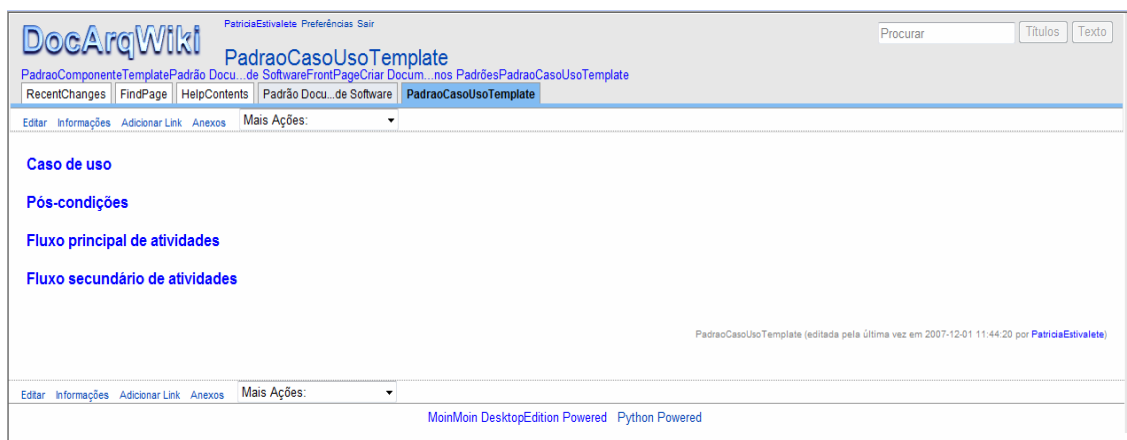 DocArqWiki
PatriciaEstivalete Preferências Sair
Procurar Títulos Texto
PadraoCasoUsoTemplate
PadraoComponenteTemplatePadrão Docu...de SoftwareFrontPageCriar Docum...nos PadrõesPadraoCasoUsoTemplate
RecentChanges FindPage HelpContents Padrão Docu...de Software PadraoCasoUsoTemplate
Editar Informações Adicionar Link Anexos Mais Ações:
Caso de uso
Pós-condições
Fluxo principal de atividades
Fluxo secundário de atividades
PadraoCasoUsoTemplate (editada pela última vez em 2007-12-01 11:44:20 por PatriciaEstivalete)
Editar Informações Adicionar Link Anexos Mais Ações:
MoinMoin DesktopEdition Powered Python Powered